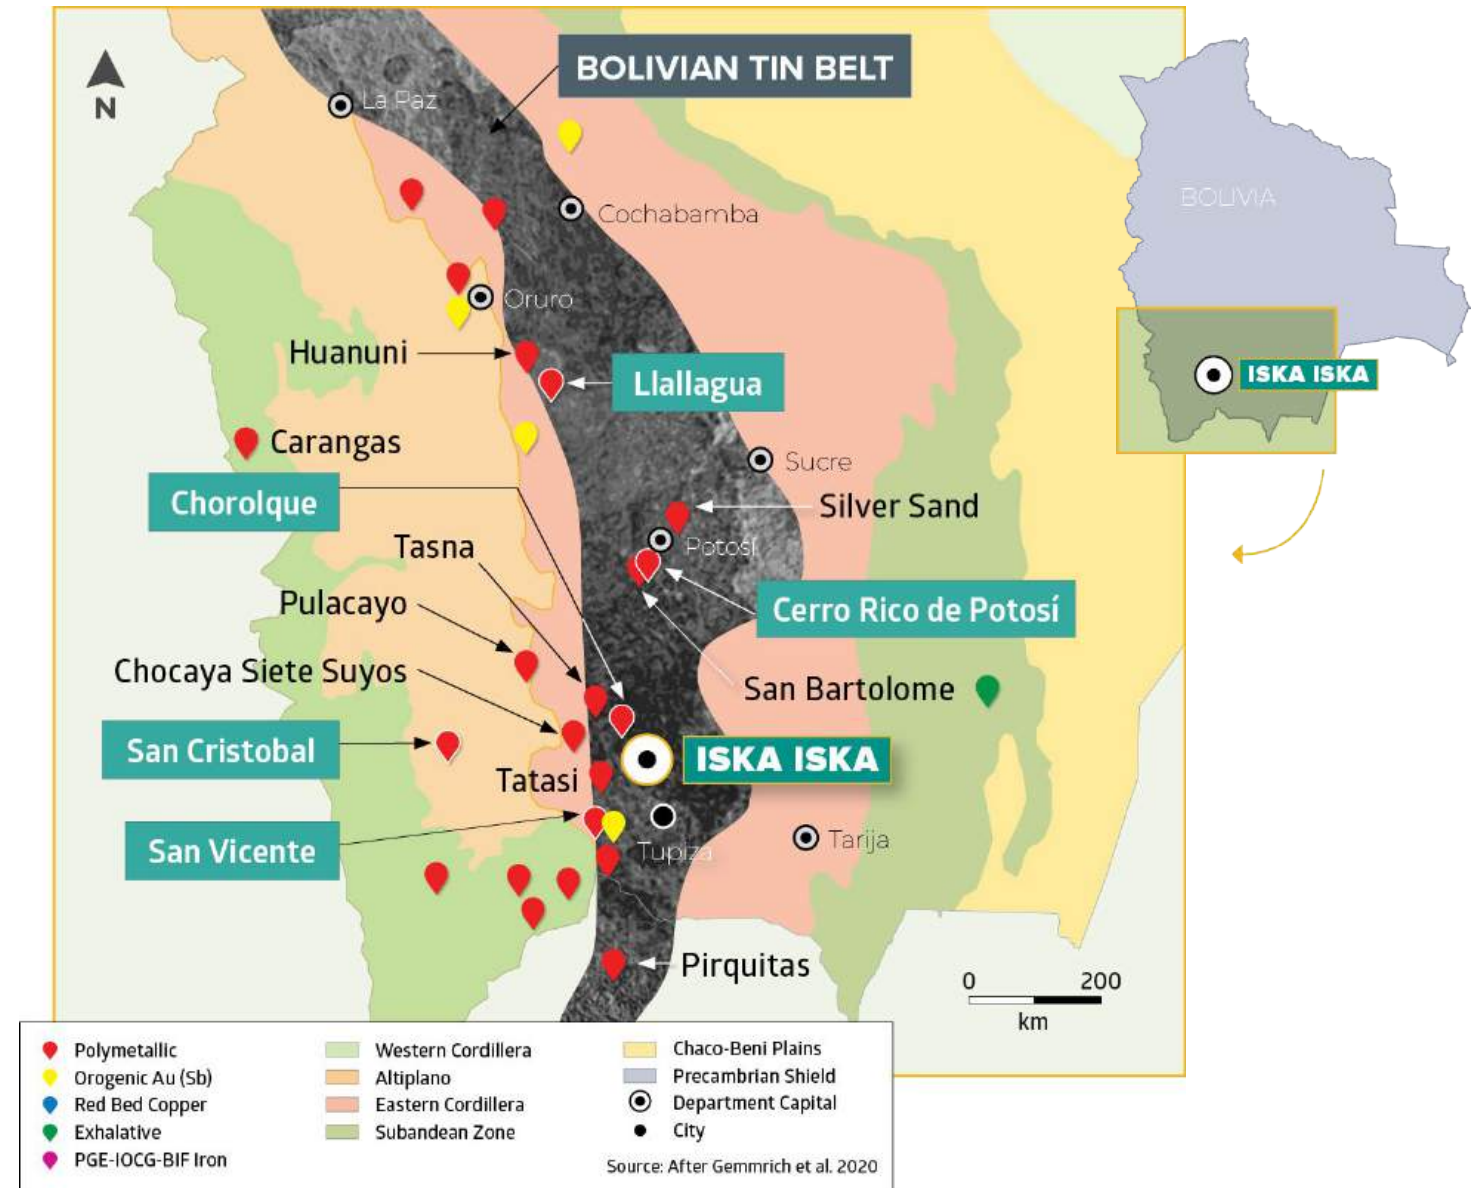 BOLIVIAN TIN BELT
N
La Paz
BOLIVIA
Cochabamba
Oruro
Huanuni
Llallagua
ISKA ISKA
Carangas
Sucre
Chorolque
Silver Sand
Tasna
Potosí
Pulacayo
Cerro Rico de Potosí
Chocaya Siete Suyos
San Bartolome
San Cristobal
ISKA ISKA
Tatasi
San Vicente
Tupiza
Tarija
Pirquitas
0 200
km
Polymetallic
Orogenic Au (Sb)
Red Bed Copper
Exhalative
PGE-IOCG-BIF Iron
Western Cordillera
Altiplano
Eastern Cordillera
Subandean Zone
Chaco-Beni Plains
Precambrian Shield
Department Capital
City
Source: After Gemmrich et al. 2020